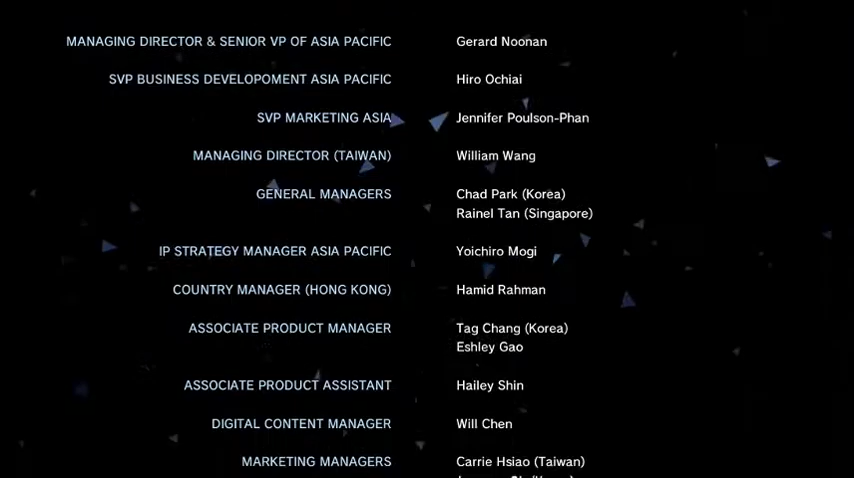 MANAGING DIRECTOR & SENIOR VP OF ASIA PACIFIC Gerard Noonan
SVP BUSINESS DEVELOPOMENT ASIA PACIFIC Hiro Ochiai
SVP MARKETING ASIA Jennifer Poulson-Phan
MANAGING DIRECTOR (TAIWAN) William Wang
GENERAL MANAGERS Chad Park (Korea)
Rainel Tan (Singapore)
IP STRATEGY MANAGER ASIA PACIFIC Yoichiro Mogi
COUNTRY MANAGER (HONG KONG) Hamid Rahman
ASSOCIATE PRODUCT MANAGER Tag Chang (Korea)
Eshley Gao
ASSOCIATE PRODUCT ASSISTANT Hailey Shin
DIGITAL CONTENT MANAGER Will Chen
MARKETING MANAGERS Carrie Hsiao (Taiwan)